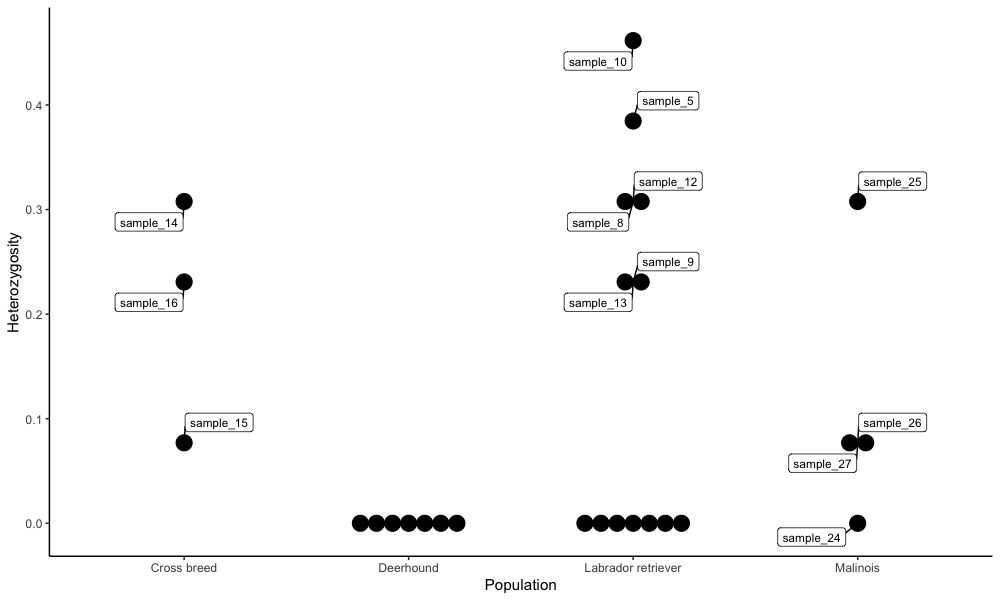 sample_10
sample_5
0.4
sample_12
sample_25
0.3
sample_14
sample_8
sample_9
sample_16
sample_13
0.2
Heterozygosity
0.1
sample_15
sample_26
sample_27
0.0
sample_24
Cross breed
Deerhound
Labrador retriever
Malinois
Population